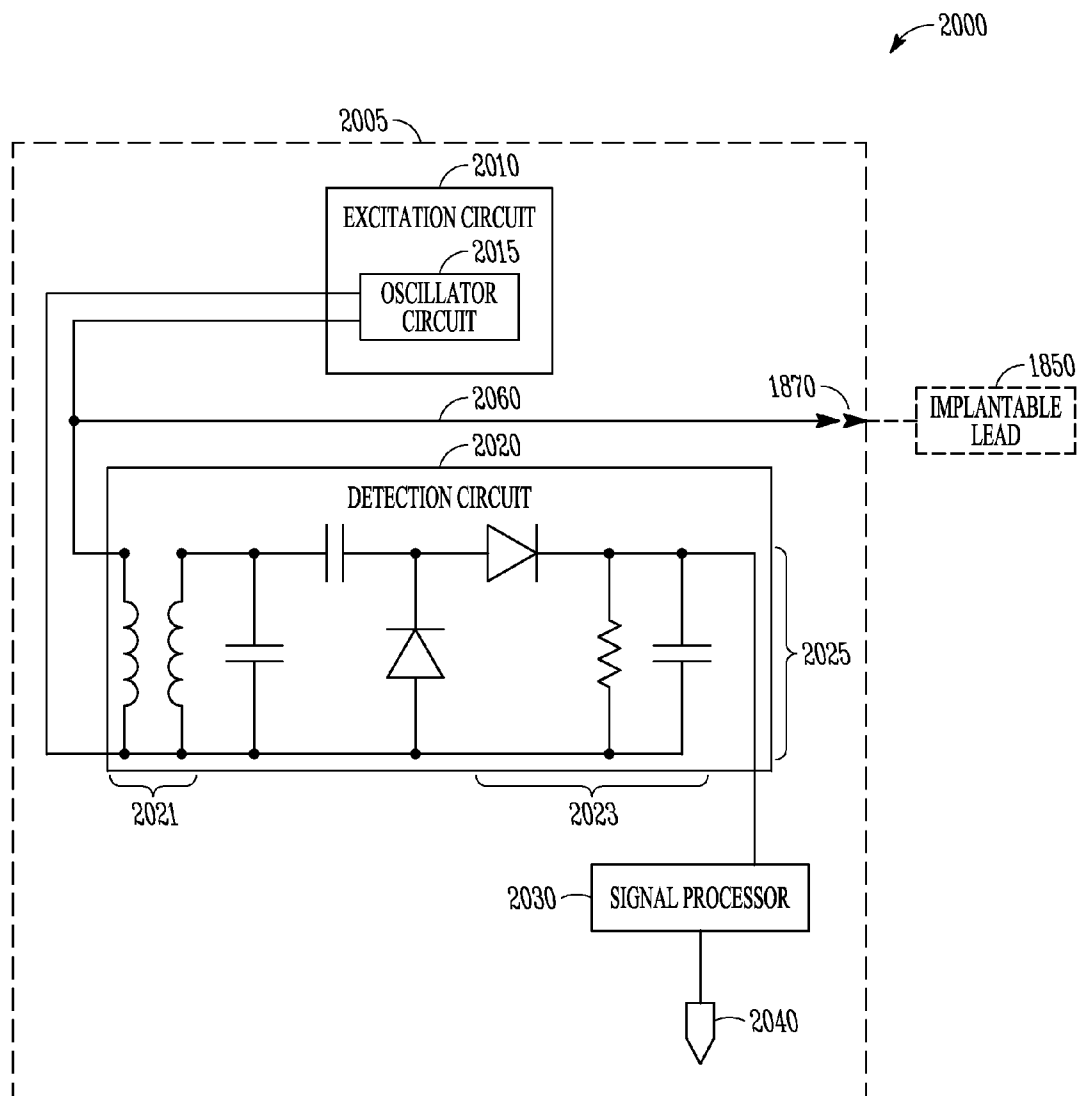 2000
2005
2010
EXCITATION CIRCUIT
2015
OSCILLATOR
CIRCUIT
2060
1870
1850
IMPLANTABLE
LEAD
2020
DETECTION CIRCUIT
2025
2021
2023
2030
SIGNAL PROCESSOR
2040